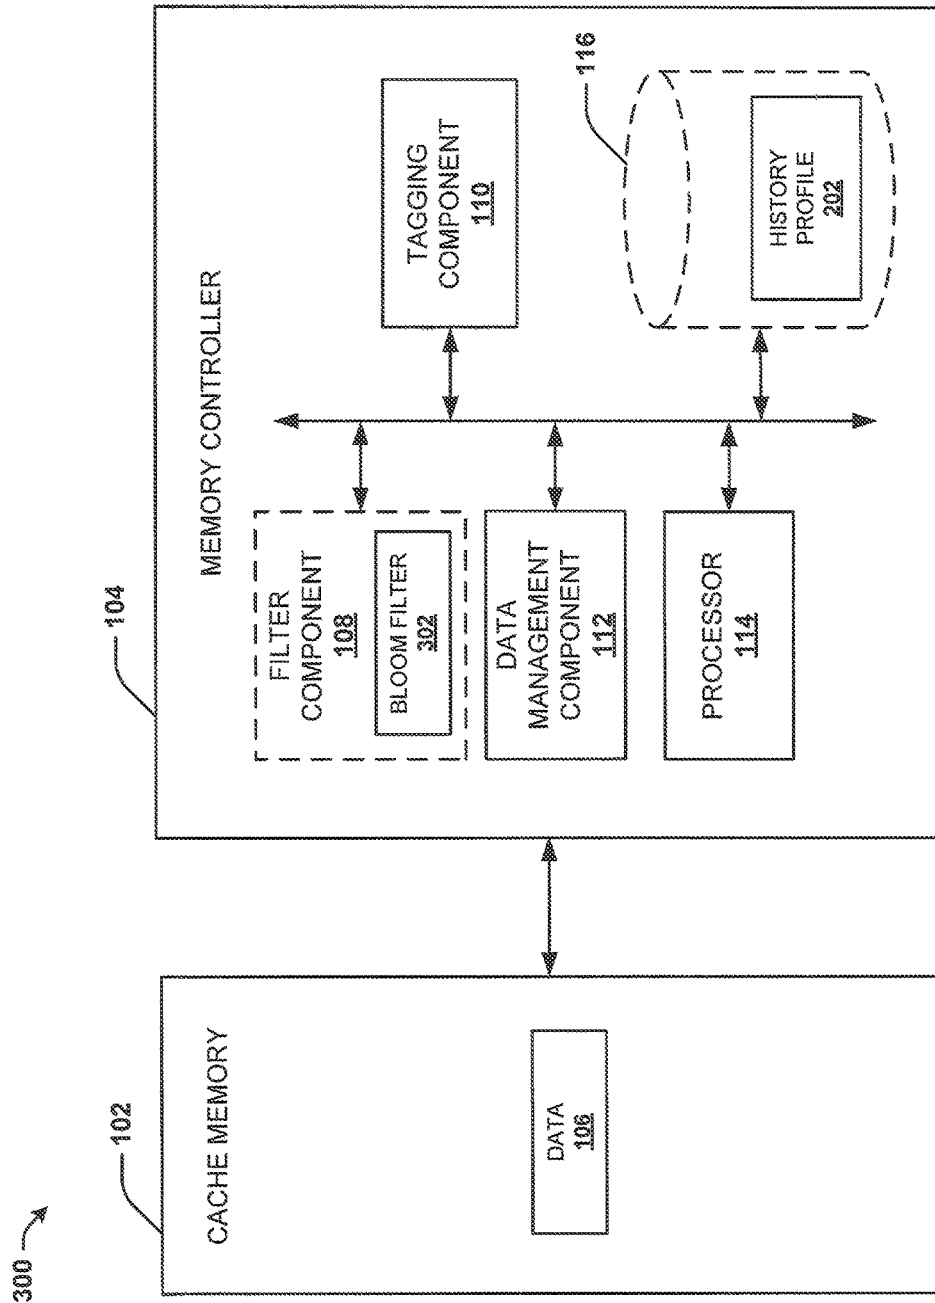 300
102
CACHE MEMORY
DATA
106
104
MEMORY CONTROLLER
FILTER
COMPONENT
108
BLOOM FILTER
302
DATA
MANAGEMENT
COMPONENT
112
PROCESSOR
114
TAGGING
COMPONENT
110
116
HISTORY
PROFILE
202